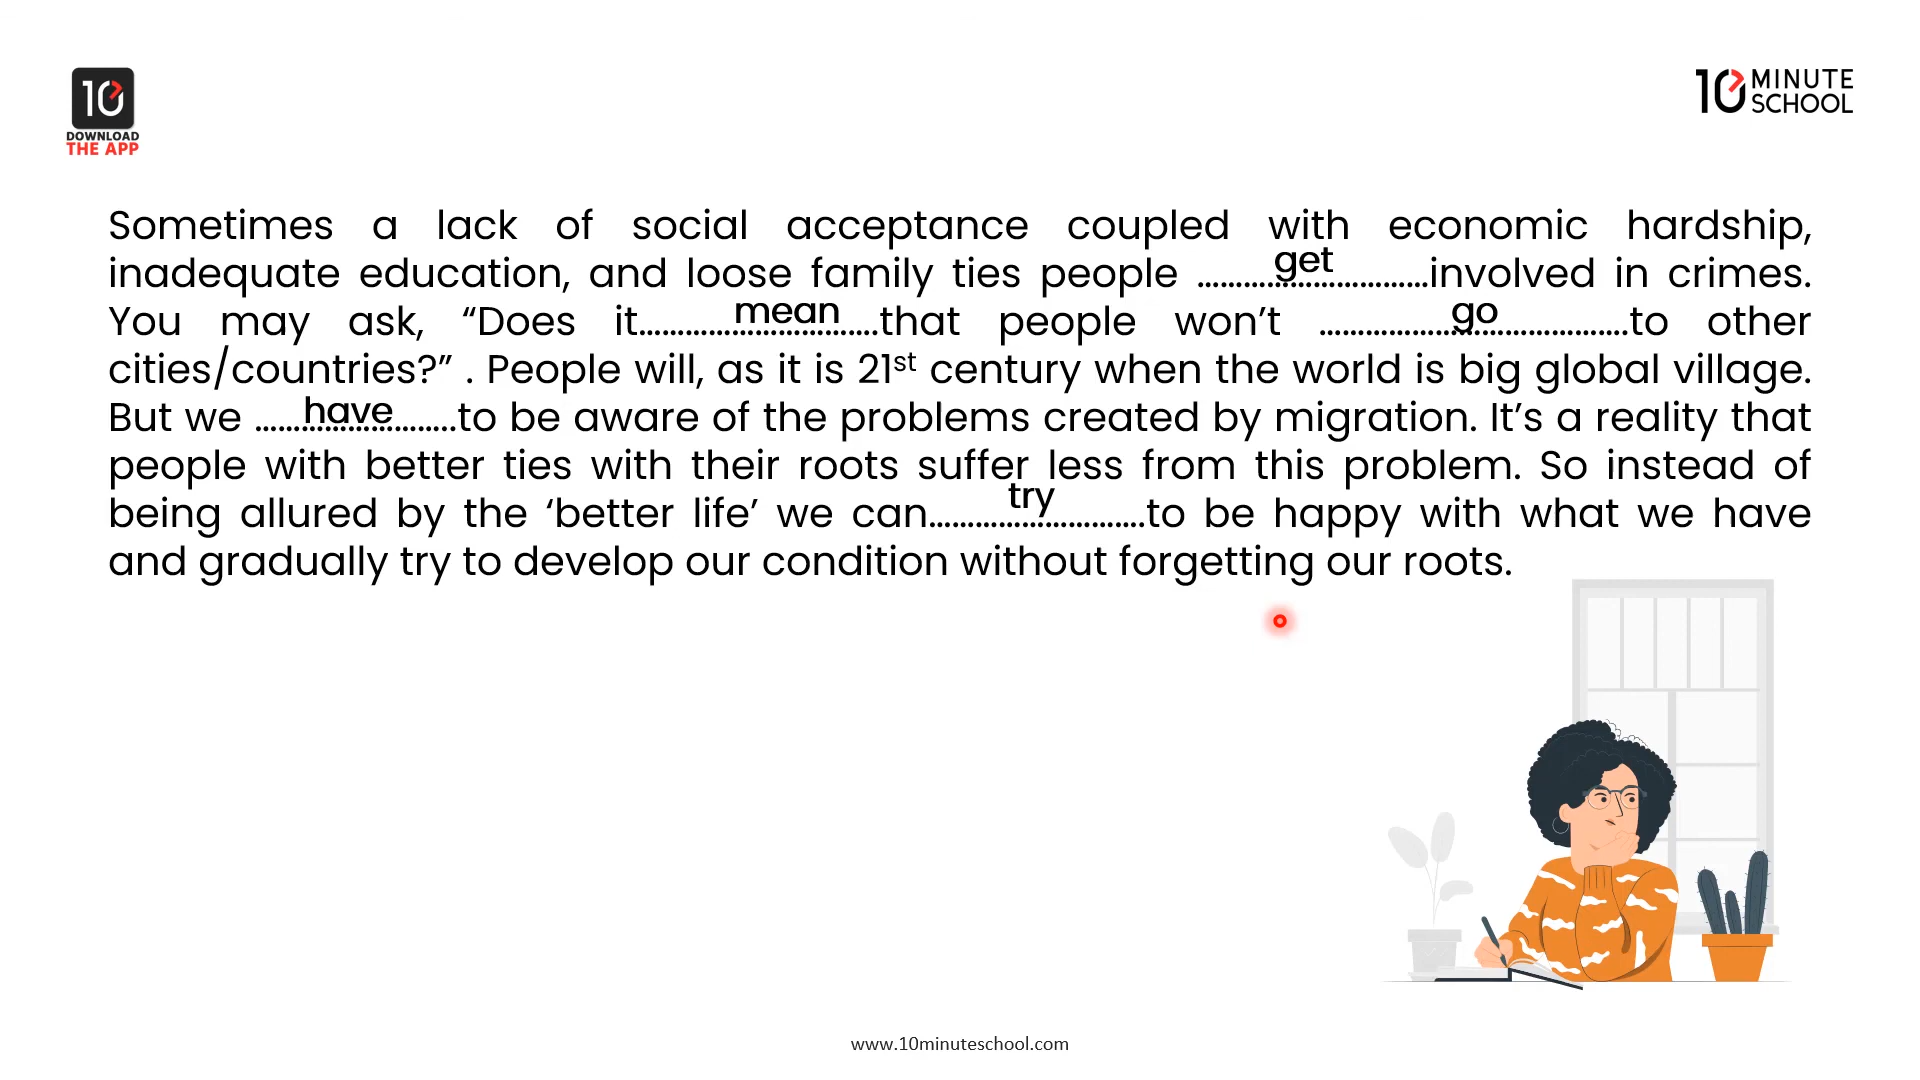 10
DOWNLOAD
THE APP
10 MINUTE
SCHOOL
Sometimes a lack of social acceptance coupled with economic hardship,
inadequate education, and loose family ties people ..............get..............involved in crimes.
You may ask, “Does it..............mean..............that people won’t ..............go..............to other
cities/countries?” . People will, as it is 21st century when the world is big global village.
But we ..............have..............to be aware of the problems created by migration. It’s a reality that
people with better ties with their roots suffer less from this problem. So instead of
being allured by the ‘better life’ we can..............try..............to be happy with what we have
and gradually try to develop our condition without forgetting our roots.
www.10minuteschool.com